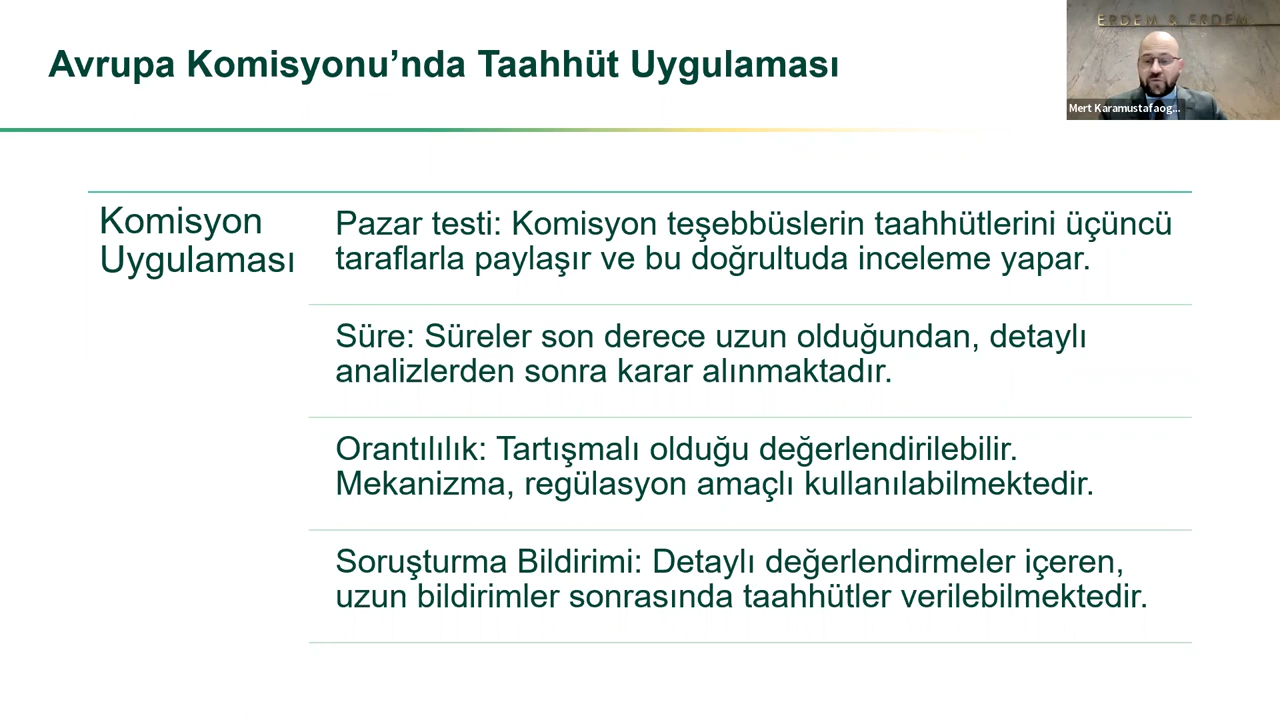 Avrupa Komisyonu’nda Taahhüt Uygulaması
ERDEM & ERDEM
Mert Karamustafaog...
Komisyon
Uygulaması
Pazar testi: Komisyon teşebbüslerin taahhütlerini üçüncü
taraflarla paylaşır ve bu doğrultuda inceleme yapar.
Süre: Süreler son derece uzun olduğundan, detaylı
analizlerden sonra karar alınmaktadır.
Orantılılık: Tartışmalı olduğu değerlendirilebilir.
Mekanizma, regülasyon amaçlı kullanılabilmektedir.
Soruşturma Bildirimi: Detaylı değerlendirmeler içeren,
uzun bildirimler sonrasında taahhütler verilebilmektedir.